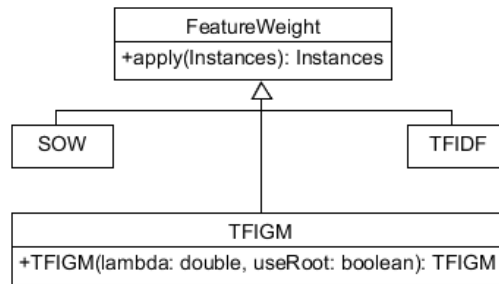 FeatureWeight
+apply(Instances): Instances
SOW
TFIDF
TFIGM
+TFIGM(lambda: double, useRoot: boolean): TFIGM